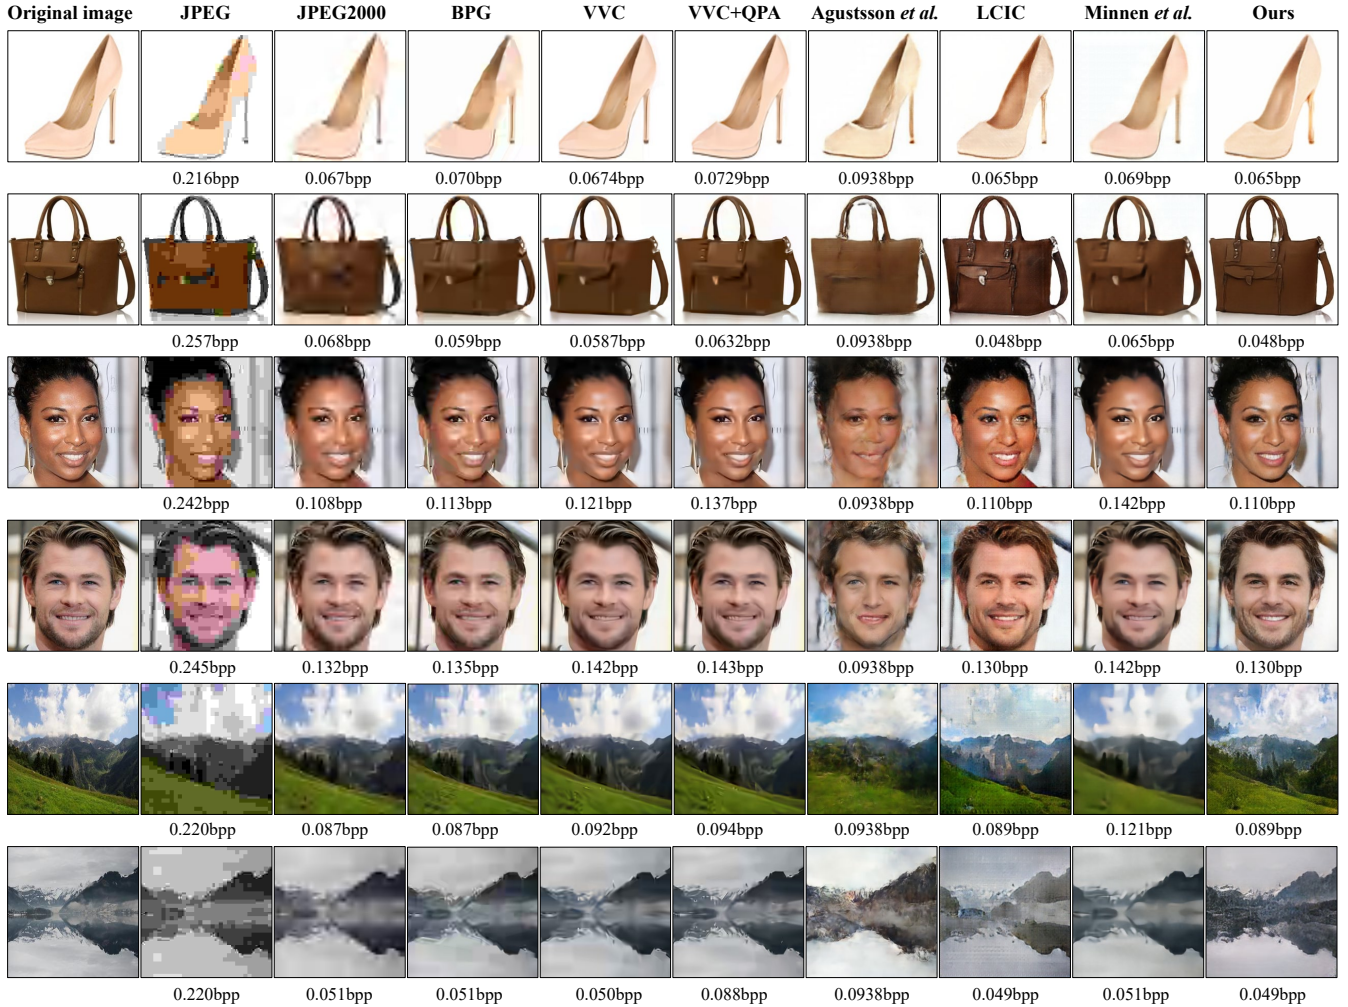 Original image JPEG JPEG2000 BPG VVC VVC+QPA Agustsson et al. LCIC Minnen et al. Ours
0.216bpp 0.067bpp 0.070bpp 0.0674bpp 0.0729bpp 0.0938bpp 0.065bpp 0.069bpp 0.065bpp
0.257bpp 0.068bpp 0.059bpp 0.0587bpp 0.0632bpp 0.0938bpp 0.048bpp 0.065bpp 0.048bpp
0.242bpp 0.108bpp 0.113bpp 0.121bpp 0.137bpp 0.0938bpp 0.110bpp 0.142bpp 0.110bpp
0.245bpp 0.132bpp 0.135bpp 0.142bpp 0.143bpp 0.0938bpp 0.130bpp 0.142bpp 0.130bpp
0.220bpp 0.087bpp 0.087bpp 0.092bpp 0.094bpp 0.0938bpp 0.089bpp 0.121bpp 0.089bpp
0.220bpp 0.051bpp 0.051bpp 0.050bpp 0.088bpp 0.0938bpp 0.049bpp 0.051bpp 0.049bpp